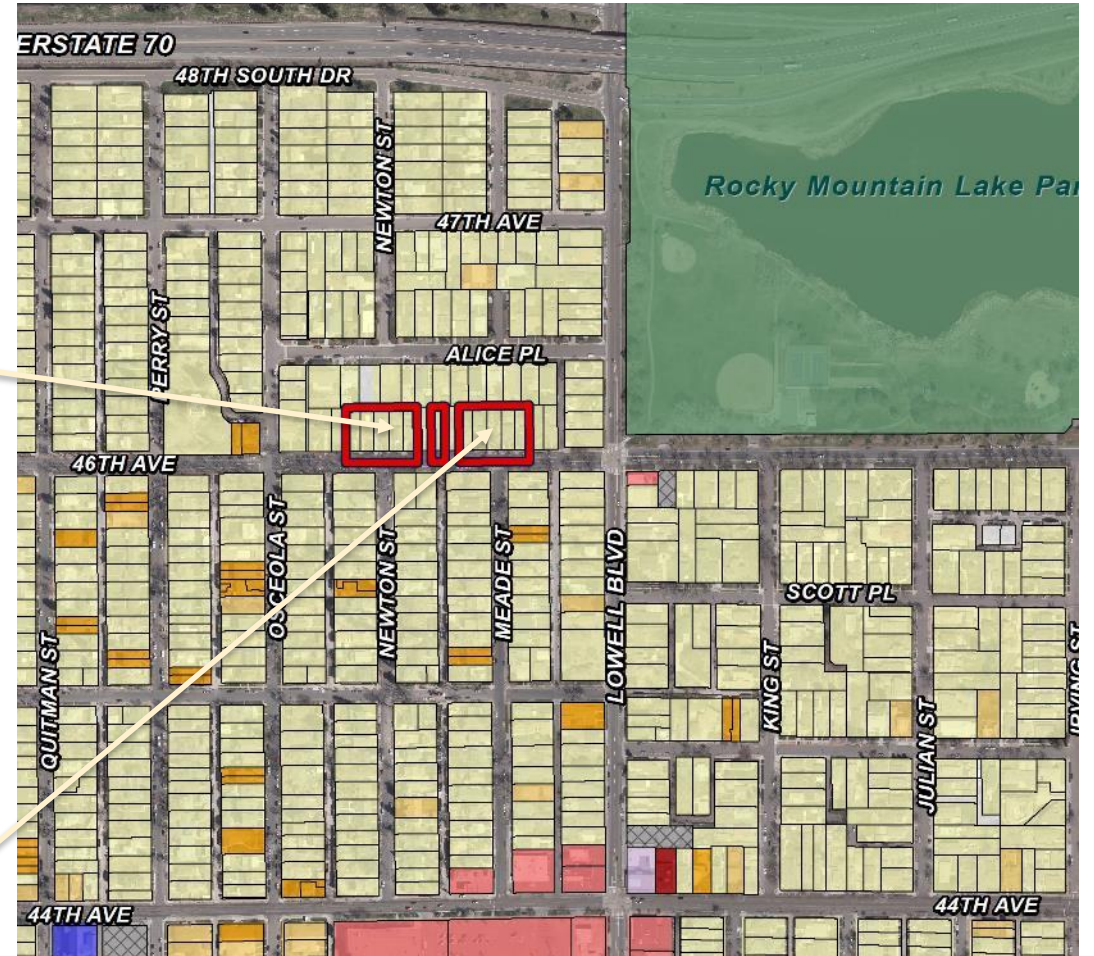 ERSTATE 70
48TH SOUTH DR
NEWTON ST
47TH AVE
Rocky Mountain Lake Par
PERRY ST
ALICE PL
46TH AVE
OSCEOLA ST
NEWTON ST
MEADE ST
LOWELL BLVD
SCOTT PL
QUITMAN ST
KING ST
JULIAN ST
IRVING ST
44TH AVE
44TH AVE